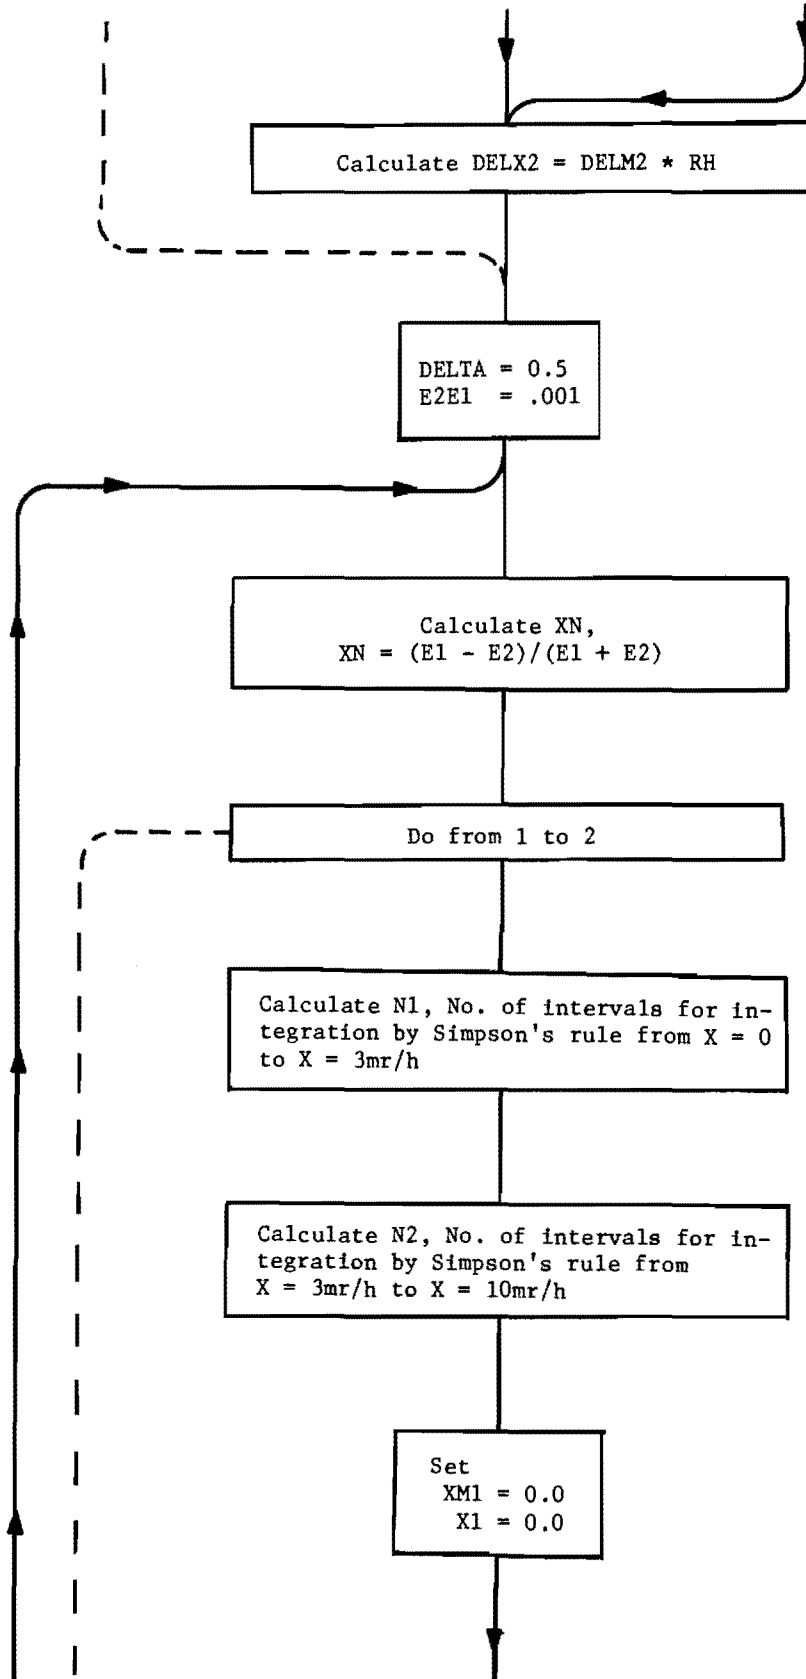 Calculate DELX2 = DELM2 * RH
DELTA = 0.5
E2E1 = .001
Calculate XN,
XN = (E1 - E2)/(E1 + E2)
Do from 1 to 2
Calculate N1, No. of intervals for in-
tegration by Simpson's rule from X = 0
to X = 3mr/h
Calculate N2, No. of intervals for in-
tegration by Simpson's rule from
X = 3mr/h to X = 10mr/h
Set
XM1 = 0.0
X1 = 0.0